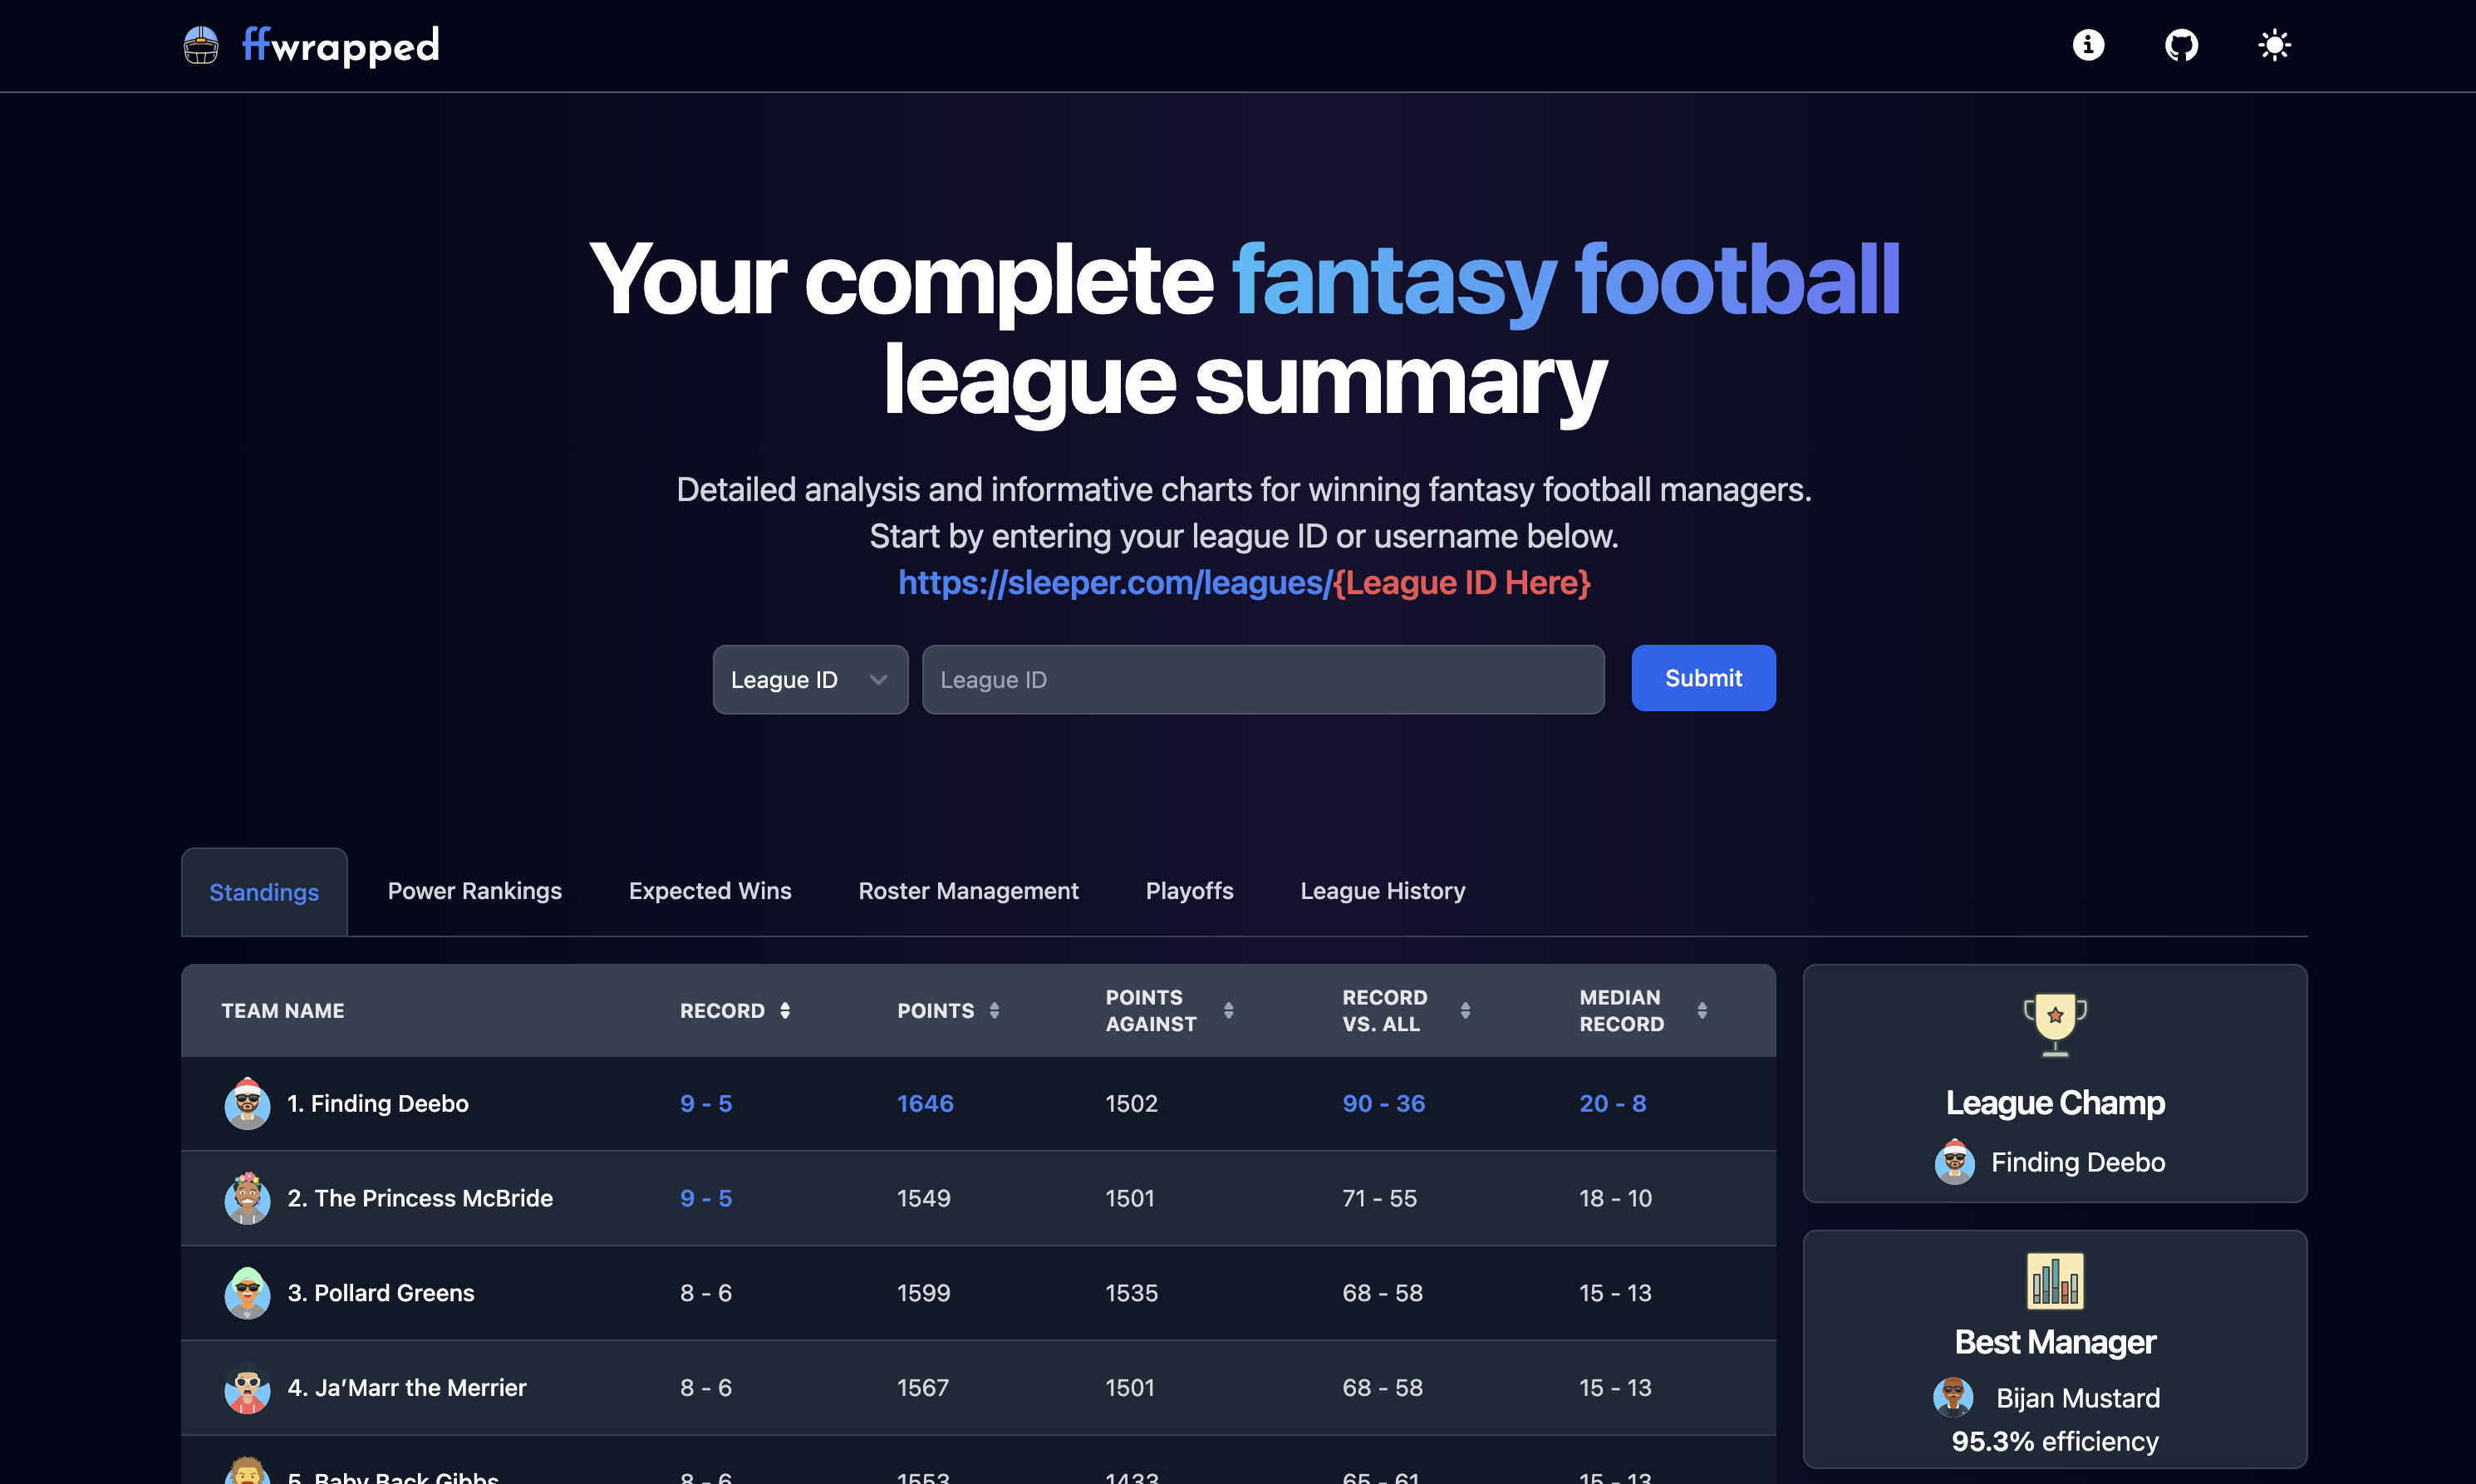 ffwrapped
Your complete fantasy football
league summary
Detailed analysis and informative charts for winning fantasy football managers.
Start by entering your league ID or username below.
https://sleeper.com/leagues/{League ID Here}
League ID League ID Submit
Standings Power Rankings Expected Wins Roster Management Playoffs League History
TEAM NAME RECORD POINTS POINTS AGAINST RECORD VS. ALL MEDIAN RECORD
1. Finding Deebo 9 - 5 1646 1502 90 - 36 20 - 8
2. The Princess McBride 9 - 5 1549 1501 71 - 55 18 - 10
3. Pollard Greens 8 - 6 1599 1535 68 - 58 15 - 13
4. Ja’Marr the Merrier 8 - 6 1567 1501 68 - 58 15 - 13
5. Baby Back Gibbs 8 - 6 1553 1433 65 - 61 15 - 13
League Champ
Finding Deebo
Best Manager
Bijan Mustard
95.3% efficiency